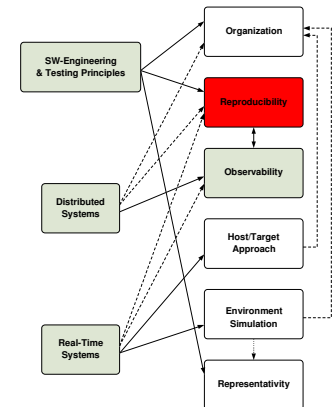 Organization
SW-Engineering
& Testing Principles
Reproducibility
Observability
Distributed
Systems
Host/Target
Approach
Environment
Simulation
Real-Time
Systems
Representativity